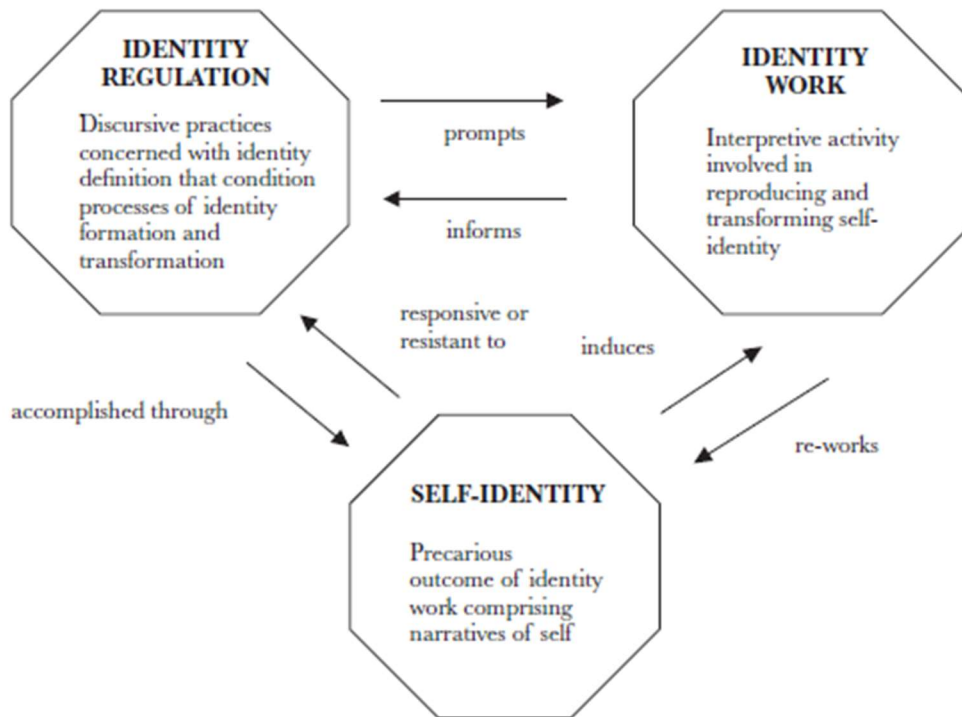 IDENTITY
REGULATION
Discursive practices
concerned with identity
definition that condition
processes of identity
formation and
transformation
prompts
informs
IDENTITY
WORK
Interpretive activity
involved in
reproducing and
transforming self-
identity
responsive or
resistant to
induces
accomplished through
re-works
SELF-IDENTITY
Precarious
outcome of identity
work comprising
narratives of self